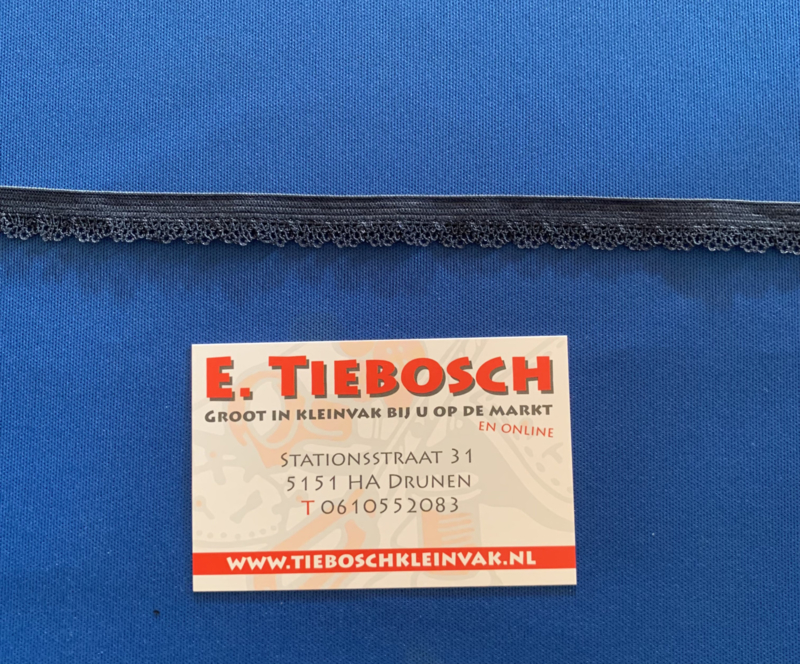 E. TIEBOSCH
GROOT IN KLEINVAK BIJ U OP DE MARKT
EN ONLINE
STATIONSSTRAAT 31
5151 HA DRUNEN
T 0610552083
WWW.TIEBOSCHKLEINVAK.NL